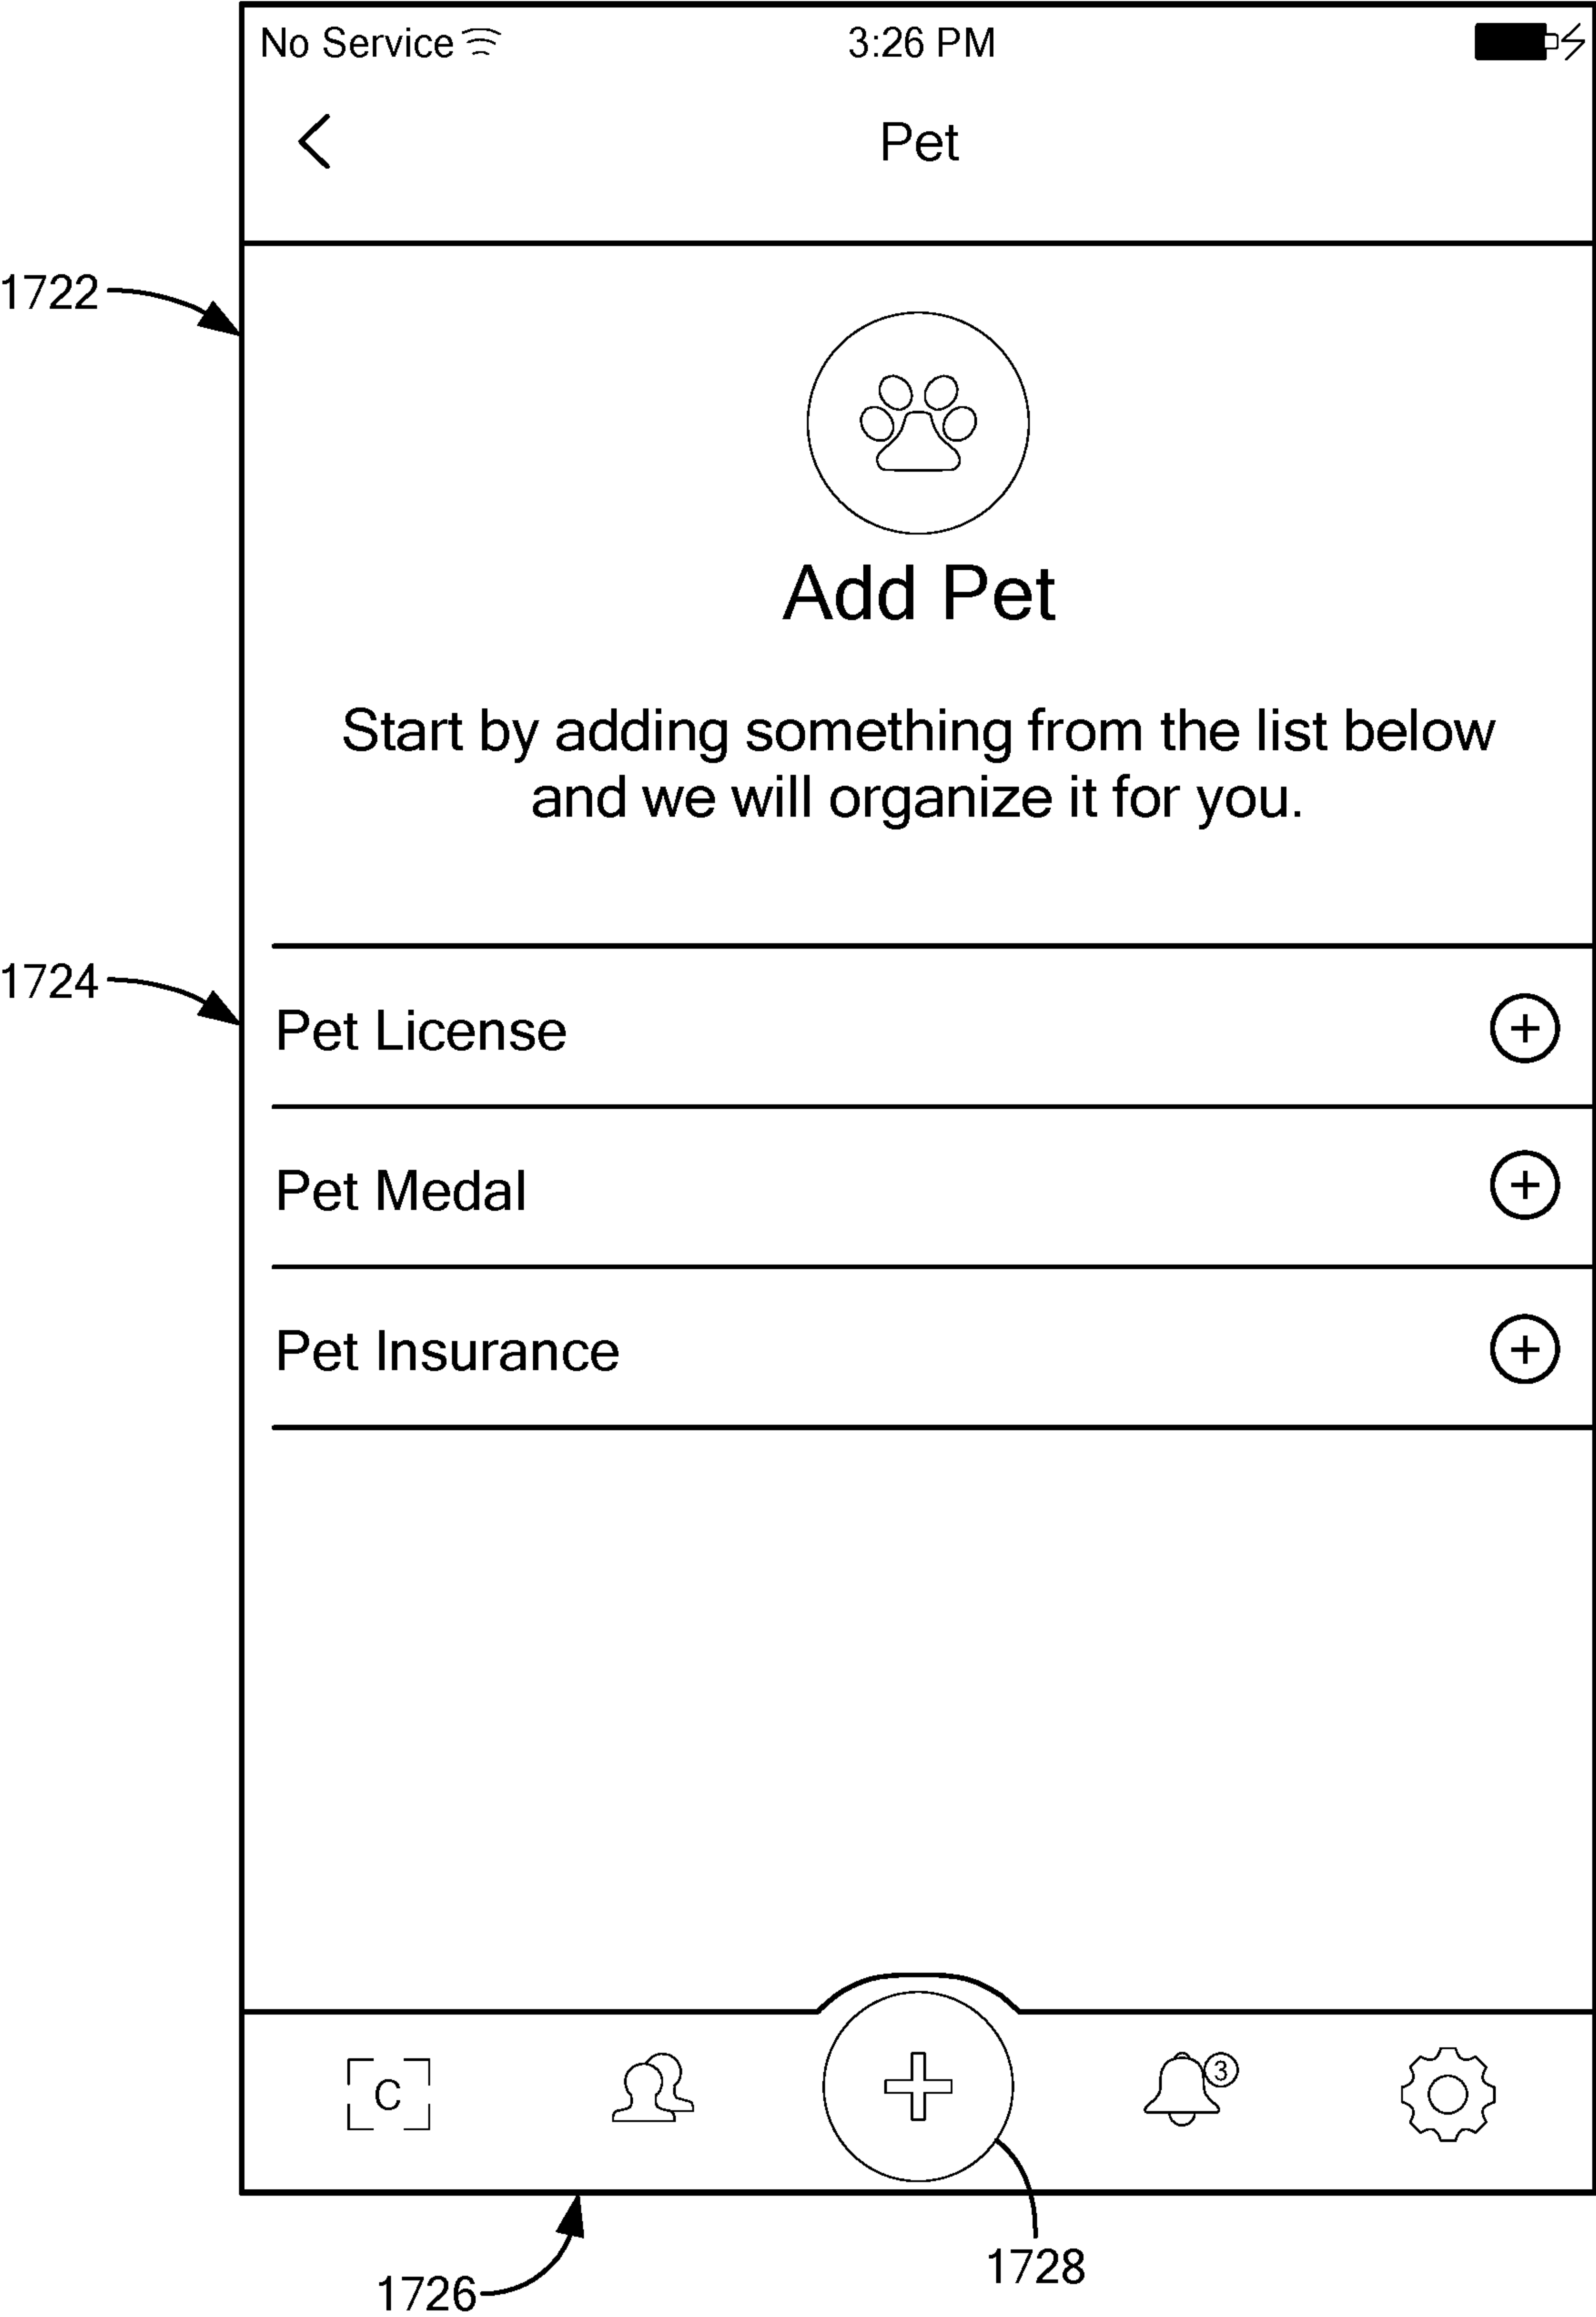 No Service 3:26 PM
Pet
1722
Add Pet
Start by adding something from the list below
and we will organize it for you.
1724
Pet License +
Pet Medal +
Pet Insurance +
C
3
1728
1726